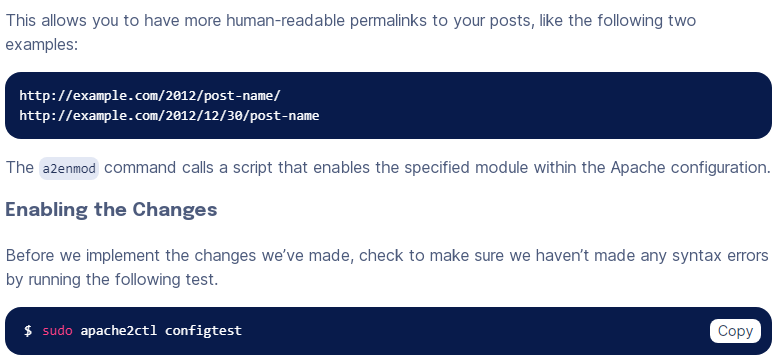 This allows you to have more human-readable permalinks to your posts, like the following two
examples:
http://example.com/2012/post-name/
http://example.com/2012/12/30/post-name
The a2enmod command calls a script that enables the specified module within the Apache configuration.
Enabling the Changes
Before we implement the changes we’ve made, check to make sure we haven’t made any syntax errors
by running the following test.
$ sudo apache2ctl configtest Copy